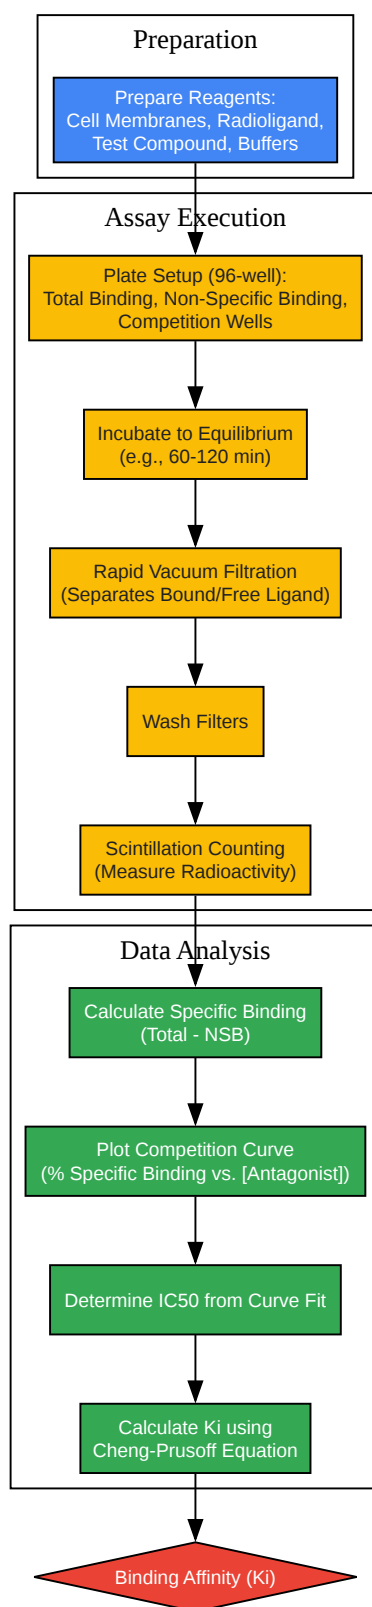 Preparation
Prepare Reagents:
Cell Membranes, Radioligand,
Test Compound, Buffers
Assay Execution
Plate Setup (96-well):
Total Binding, Non-Specific Binding,
Competition Wells
Incubate to Equilibrium
(e.g., 60-120 min)
Rapid Vacuum Filtration
(Separates Bound/Free Ligand)
Wash Filters
Scintillation Counting
(Measure Radioactivity)
Data Analysis
Calculate Specific Binding
(Total - NSB)
Plot Competition Curve
(% Specific Binding vs. [Antagonist])
Determine IC50 from Curve Fit
Calculate Ki using
Cheng-Prusoff Equation
Binding Affinity (Ki)